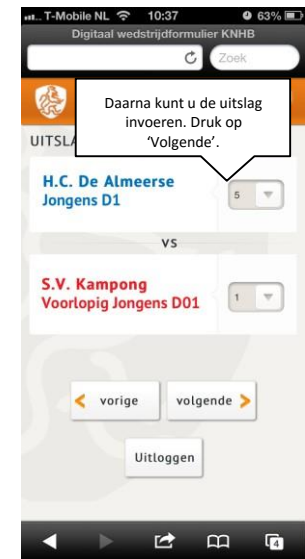 T-Mobile NL 10:37 63%
Digitaal wedstrijdformulier KNHB
Zoek
Daarna kunt u de uitslag
invoeren. Druk op
‘Volgende’.
UITSLA
H.C. De Almeerse
Jongens D1
5
VS
S.V. Kampong
Voorlopig Jongens D01
1
< vorige
volgende >
Uitloggen
4